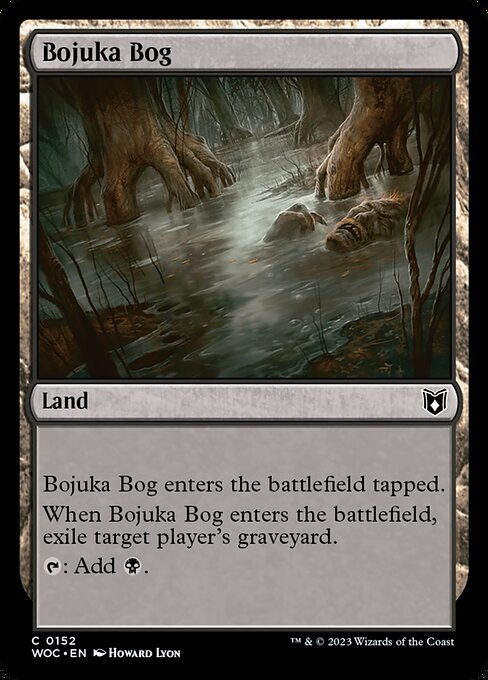 Bojuka Bog
Land
Bojuka Bog enters the battlefield tapped.
When Bojuka Bog enters the battlefield,
exile target player's graveyard.
: Add .
C 0152
™ & © 2023 Wizards of the Coast
WOC • EN Howard Lyon